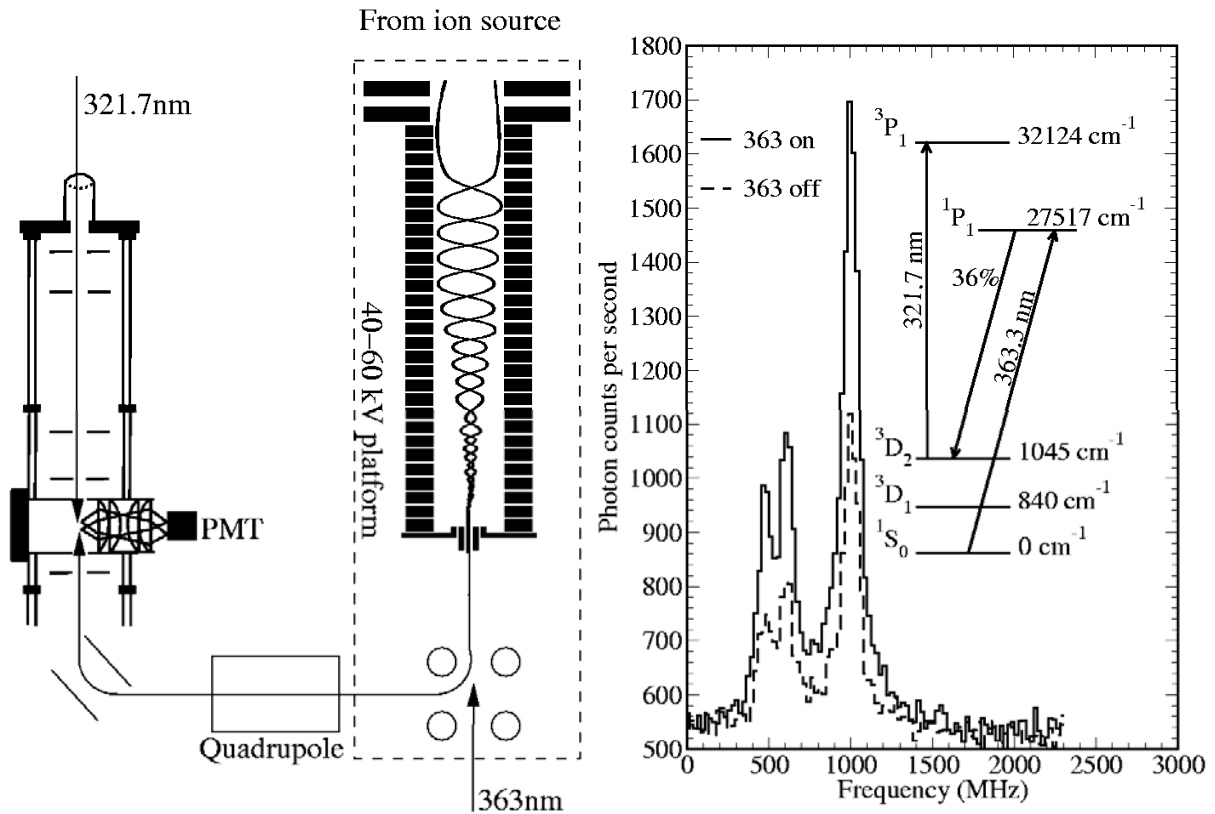 From ion source
321.7nm
40–60 kV platform
PMT
Quadrupole
363nm
Photon counts per second
1800
1700
1600
1500
1400
1300
1200
1100
1000
900
800
700
600
500
363 on
363 off
³P₁
32124 cm⁻¹
¹P₁
27517 cm⁻¹
321.7 nm
36%
363.3 nm
³D₂
1045 cm⁻¹
³D₁
840 cm⁻¹
¹S₀
0 cm⁻¹
0 500 1000 1500 2000 2500 3000
Frequency (MHz)